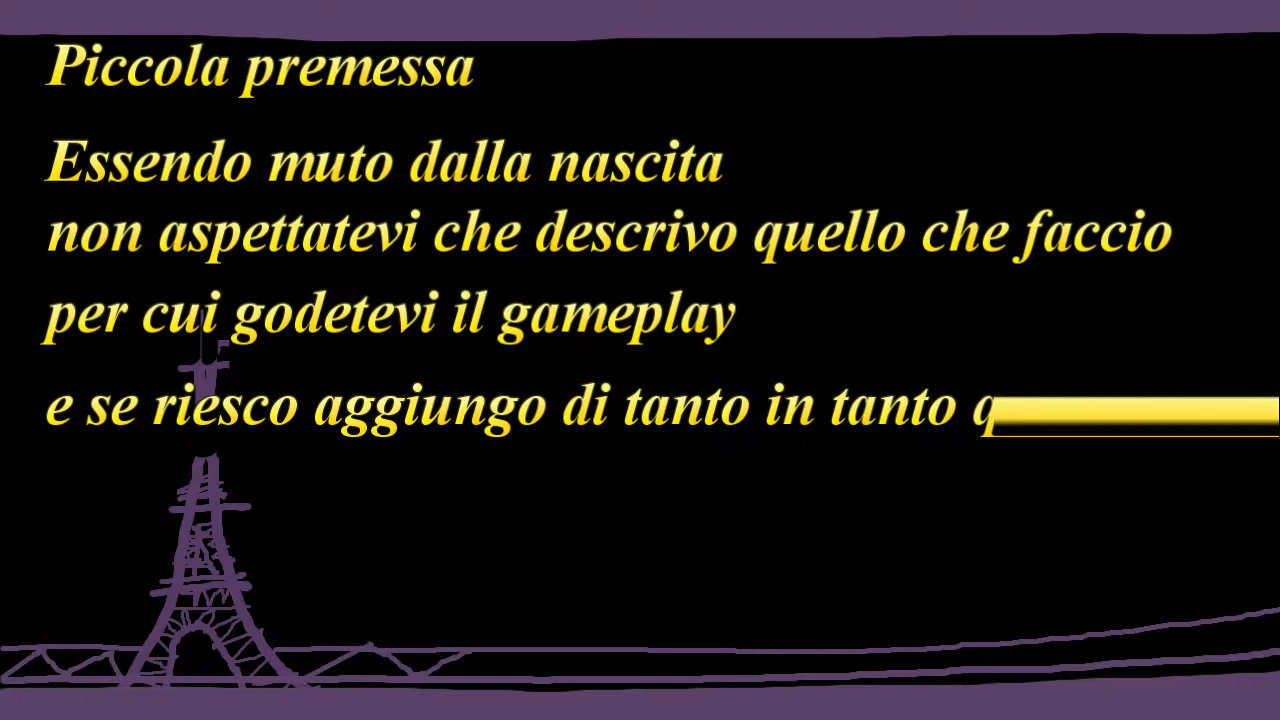 Piccola premessa
Essendo muto dalla nascita
non aspettatevi che descrivo quello che faccio
per cui godetevi il gameplay
e se riesco aggiungo di tanto in tanto